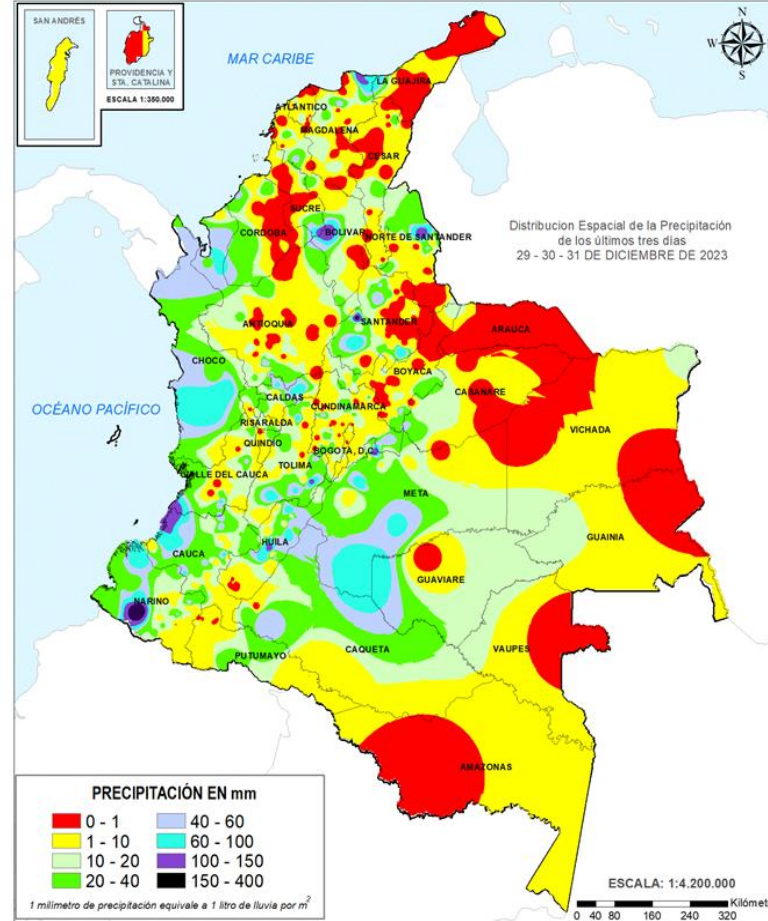 SAN ANDRÉS
PROVIDENCIA Y
STA. CATALINA
ESCALA 1:350.000
MAR CARIBE
N
W
E
S
LA GUAJIRA
ATLANTICO
MAGDALENA
CESAR
SUCRE
CORDOBA
BOLIVAR
NORTE DE SANTANDER
Distribucion Espacial de la Precipitación
de los últimos tres días
29 - 30 - 31 DE DICIEMBRE DE 2023
ANTIOQUIA
SANTANDER
ARAUCA
CHOCO
BOYACA
CASANARE
OCÉANO PACÍFICO
CALDAS
CUNDINAMARCA
RISARALDA
VICHADA
QUINDIO
BOGOTA, D.C.
TOLIMA
VALLE DEL CAUCA
META
GUAINIA
HUILA
CAUCA
GUAVIARE
NARIÑO
VAUPES
CAQUETA
PUTUMAYO
AMAZONAS
PRECIPITACIÓN EN mm
0 - 1
40 - 60
1 - 10
60 - 100
10 - 20
100 - 150
20 - 40
150 - 400
1 milímetro de precipitación equivale a 1 litro de lluvia por m²
ESCALA: 1:4.200.000
0 40 80 160 240 320 Kilómet